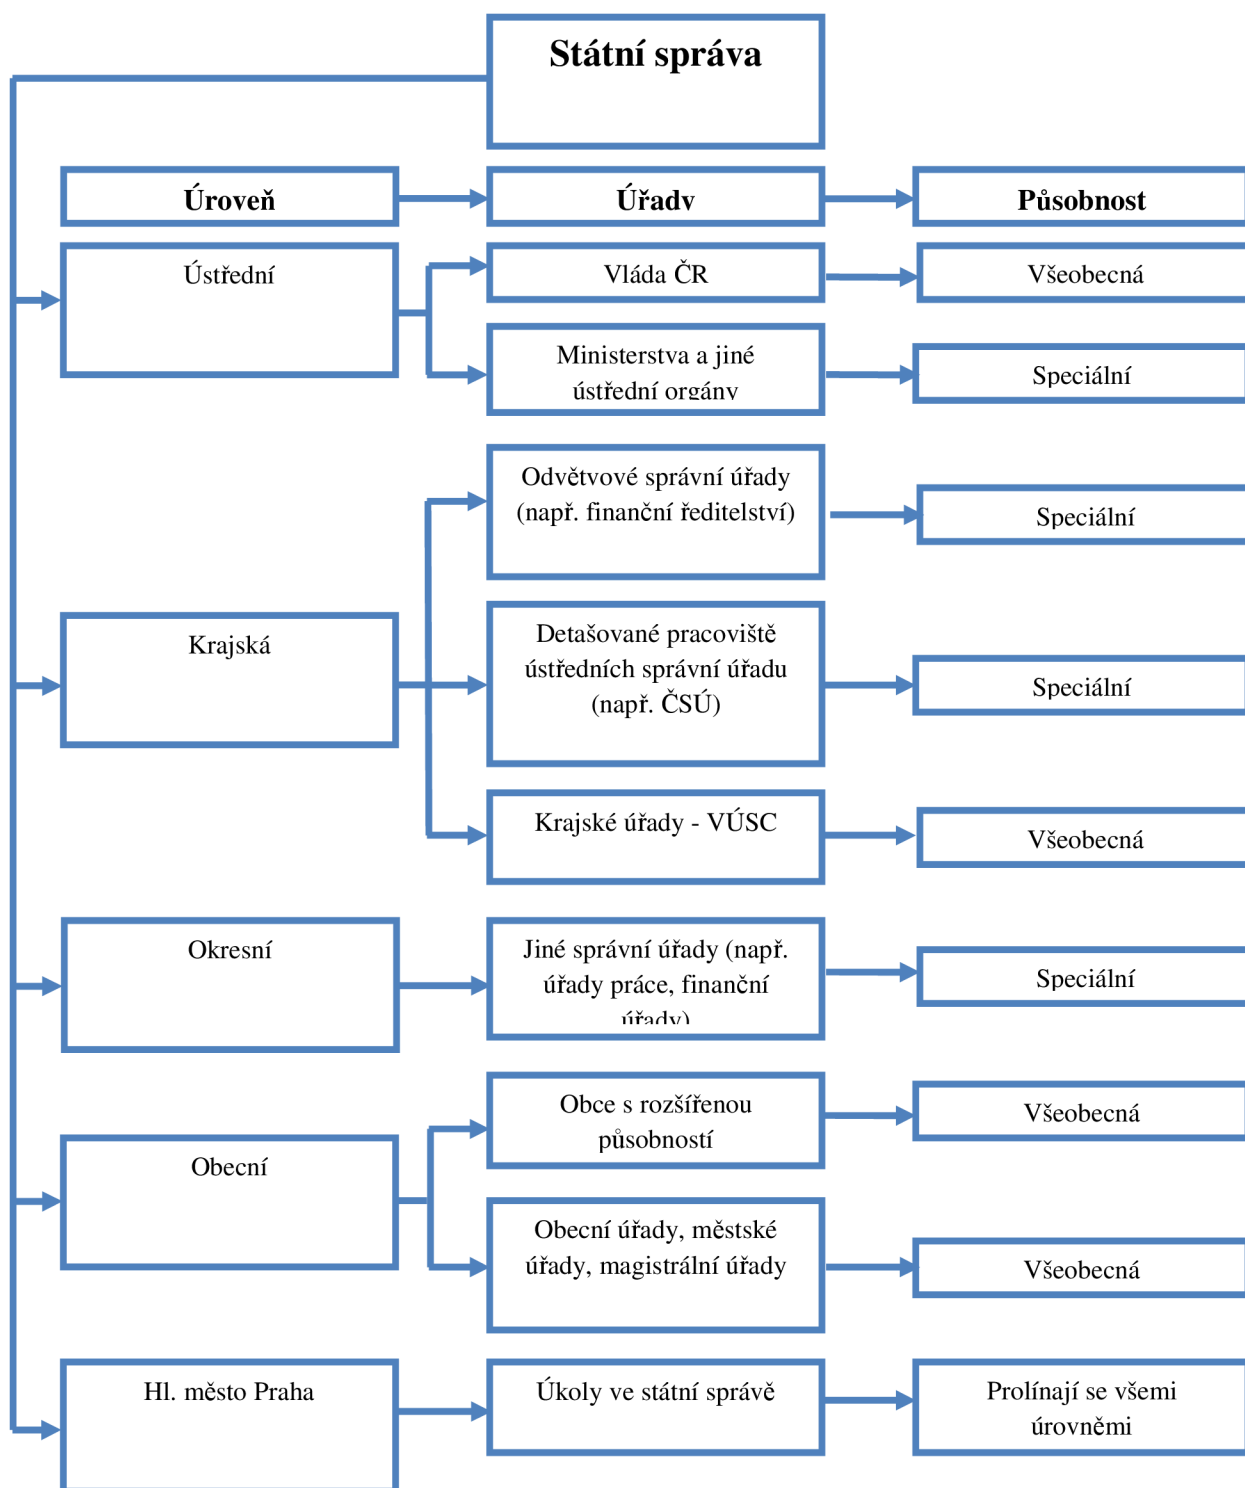 Státní správa
Úroveň
Úřady
Působnost
Ústřední
Vláda ČR
Všeobecná
Ministerstva a jiné
ústřední orgány
Speciální
Odvětvové správní úřady
(např. finanční ředitelství)
Speciální
Krajská
Detašované pracoviště
ústředních správní úřadu
(např. ČSÚ)
Speciální
Krajské úřady - VÚSC
Všeobecná
Okresní
Jiné správní úřady (např.
úřady práce, finanční
úřady)
Speciální
Obce s rozšířenou
působností
Všeobecná
Obecní
Obecní úřady, městské
úřady, magistrální úřady
Všeobecná
Hl. město Praha
Úkoly ve státní správě
Prolínají se všemi
úrovněmi